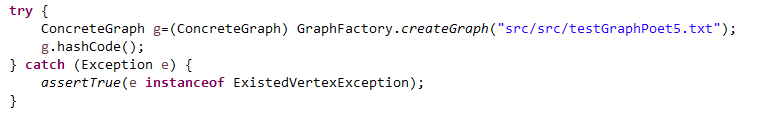 try {
    ConcreteGraph g=(ConcreteGraph) GraphFactory.createGraph("src/src/testGraphPoet5.txt");
    g.hashCode();
} catch (Exception e) {
    assertTrue(e instanceof ExistedVertexException);
}